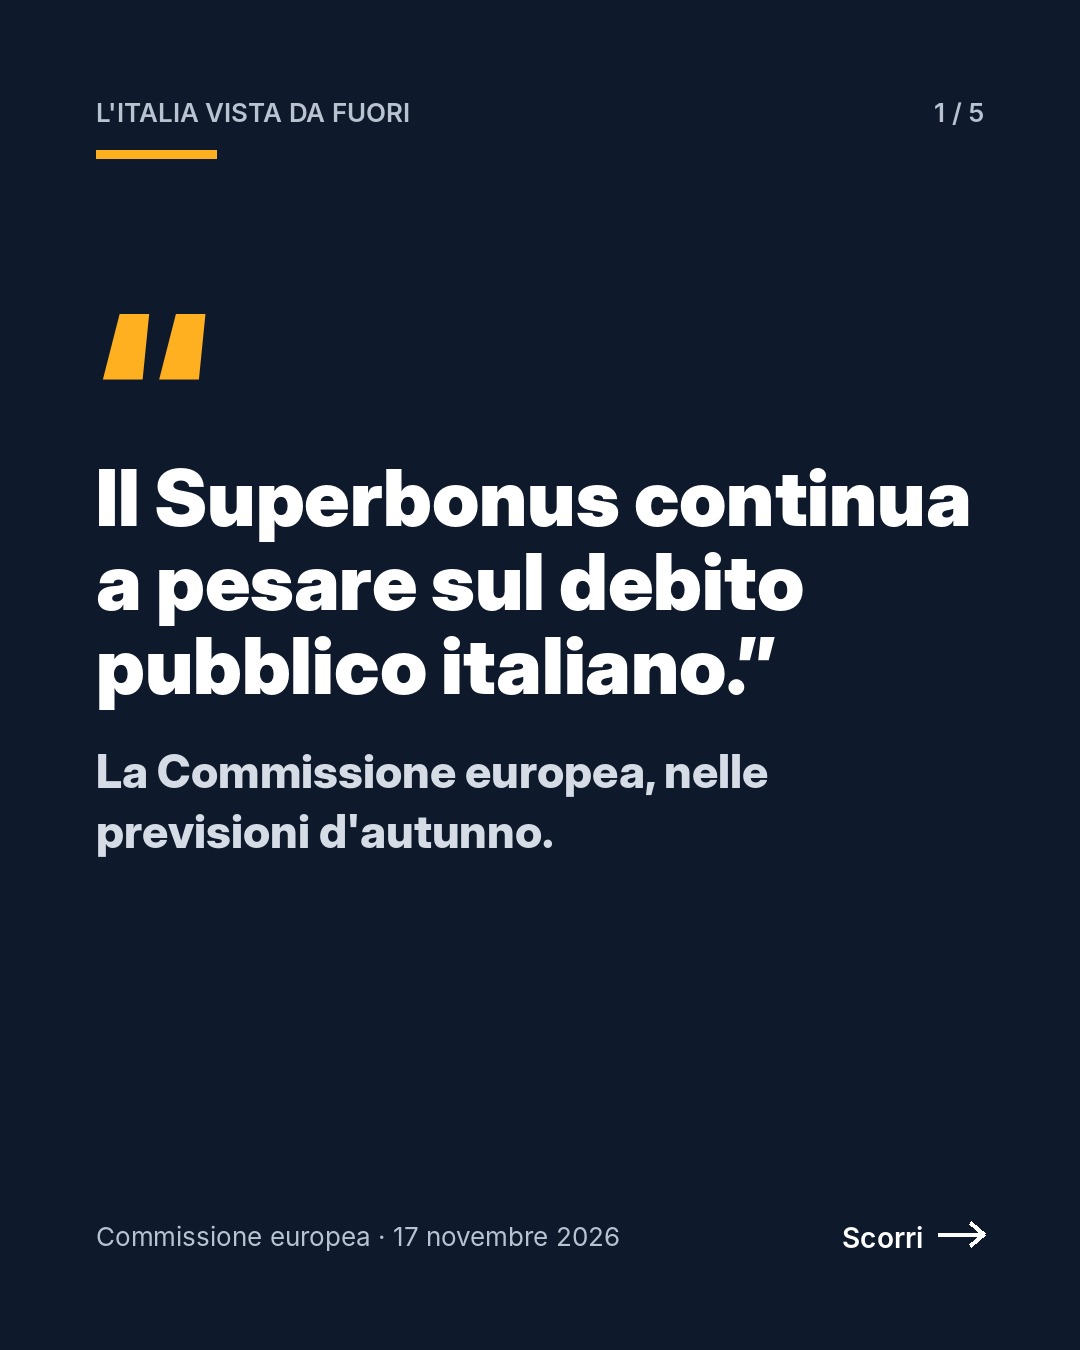 L'ITALIA VISTA DA FUORI
1 / 5
“
Il Superbonus continua
a pesare sul debito
pubblico italiano.”
La Commissione europea, nelle
previsioni d'autunno.
Commissione europea · 17 novembre 2026
Scorri →